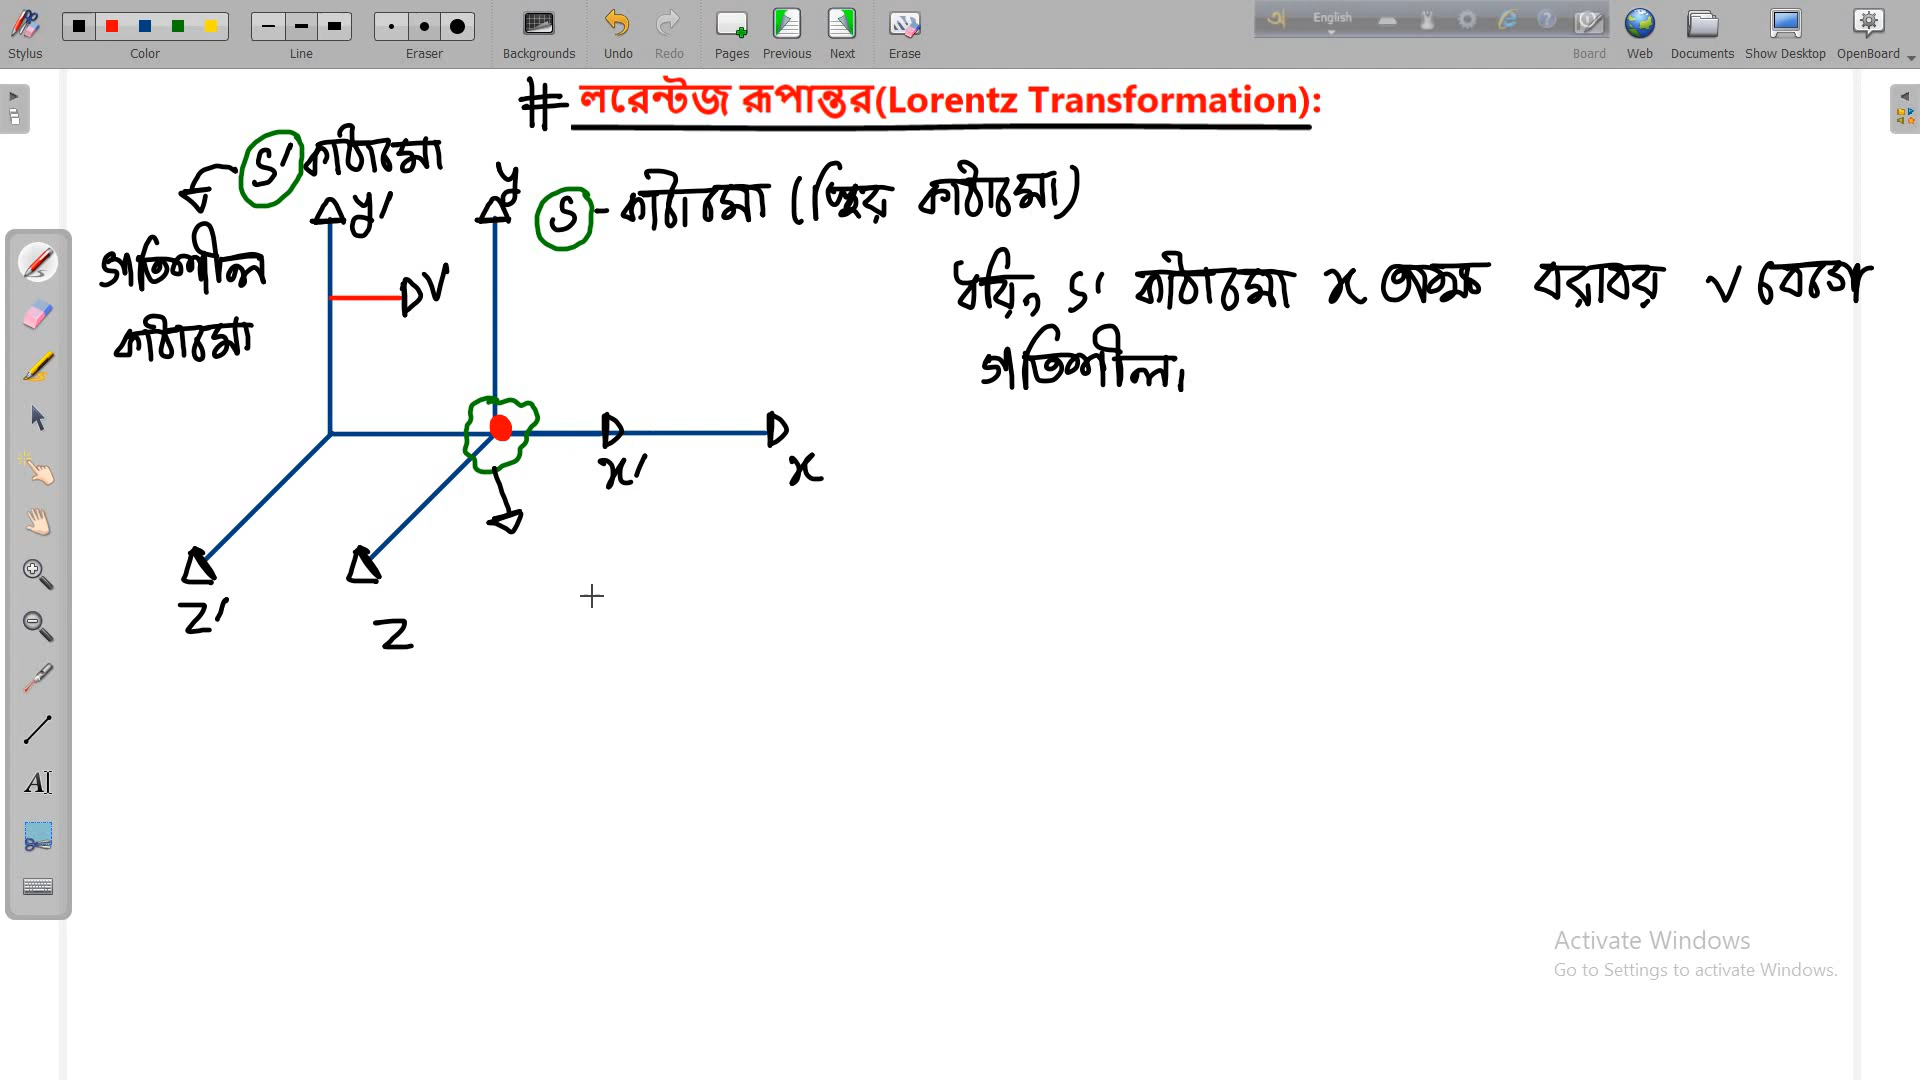 Stylus
Color
Line
Eraser
Backgrounds
Undo
Redo
Pages
Previous
Next
Erase
English
Board
Web
Documents
Show Desktop
OpenBoard
# লরেন্টজ রূপান্তর(Lorentz Transformation):
S' কাঠামো
y'
y
S - কাঠামো (স্থির কাঠামো)
গতিশীল
কাঠামো
V
ধরি, S' কাঠামো x অক্ষ বরাবর v বেগে
গতিশীল।
x'
x
z'
z
Activate Windows
Go to Settings to activate Windows.